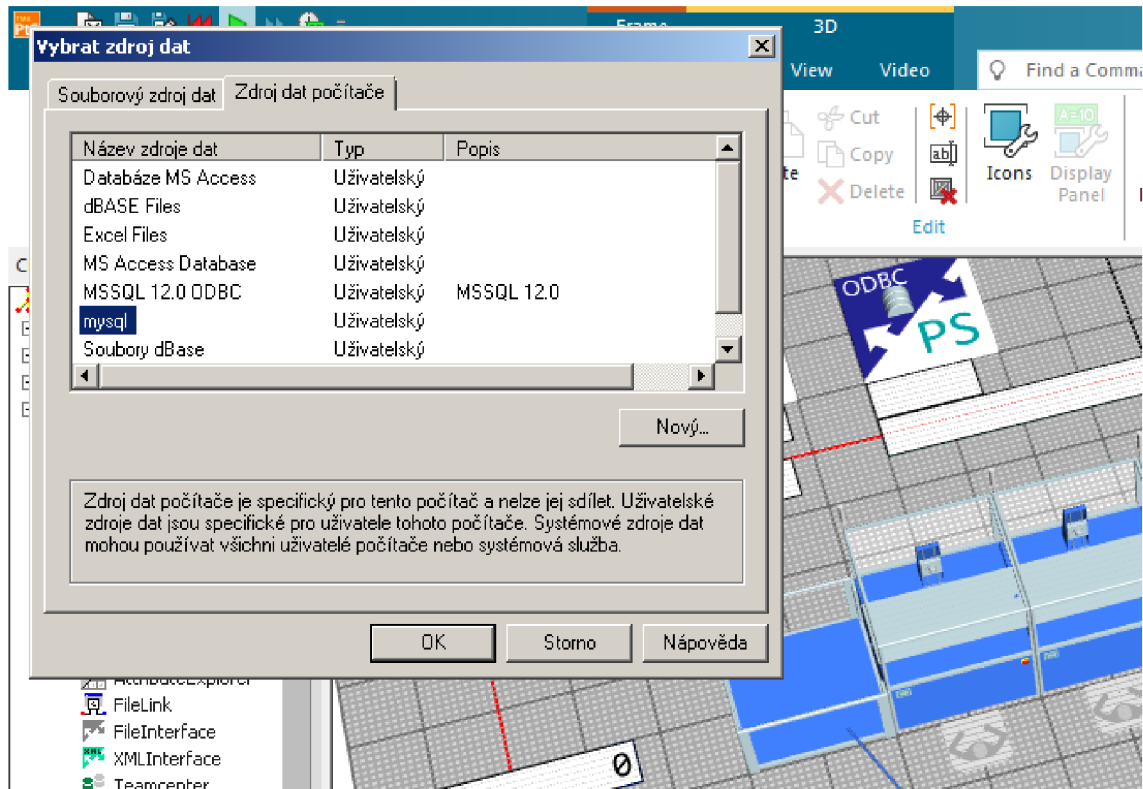 Vybrat zdroj dat
Souborový zdroj dat
Zdroj dat počítače
Název zdroje dat Typ Popis
Databáze MS Access Uživatelský
dBASE Files Uživatelský
Excel Files Uživatelský
MS Access Database Uživatelský
MSSQL 12.0 ODBC Uživatelský MSSQL 12.0
mysql Uživatelský
Soubory dBase Uživatelský
Nový...
Zdroj dat počítače je specifický pro tento počítač a nelze jej sdílet. Uživatelské
zdroje dat jsou specifické pro uživatele tohoto počítače. Systémové zdroje dat
mohou používat všichni uživatelé počítače nebo systémová služba.
OK Storno Nápověda
Frame 3D
View Video Find a Comma
Cut
Copy
Delete
Icons
Display
Panel
A=10
ab
Edit
ODBC
PS
AttributeExplorer
FileLink
FileInterface
XMLInterface
Teamcenter
0